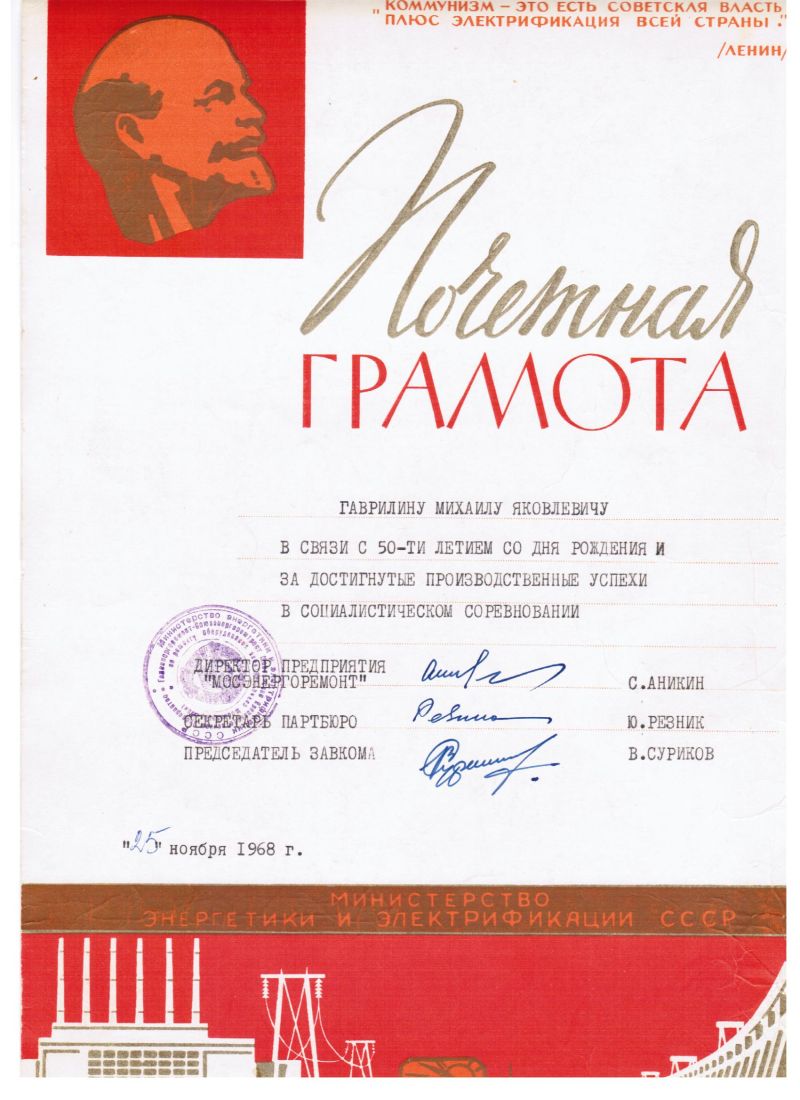 "КОММУНИЗМ – ЭТО ЕСТЬ СОВЕТСКАЯ ВЛАСТЬ
ПЛЮС ЭЛЕКТРИФИКАЦИЯ ВСЕЙ СТРАНЫ."
/ЛЕНИН/
Почетная
ГРАМОТА
ГАВРИЛИНУ МИХАИЛУ ЯКОВЛЕВИЧУ
В СВЯЗИ С 50-ТИ ЛЕТИЕМ СО ДНЯ РОЖДЕНИЯ И
ЗА ДОСТИГНУТЫЕ ПРОИЗВОДСТВЕННЫЕ УСПЕХИ
В СОЦИАЛИСТИЧЕСКОМ СОРЕВНОВАНИИ
ДИРЕКТОР ПРЕДПРИЯТИЯ
"МОСЭНЕРГОРЕМОНТ" С.АНИКИН
СЕКРЕТАРЬ ПАРТБЮРО Ю.РЕЗНИК
ПРЕДСЕДАТЕЛЬ ЗАВКОМА В.СУРИКОВ
"25" ноября 1968 г.
МИНИСТЕРСТВО
ЭНЕРГЕТИКИ И ЭЛЕКТРИФИКАЦИИ СССР